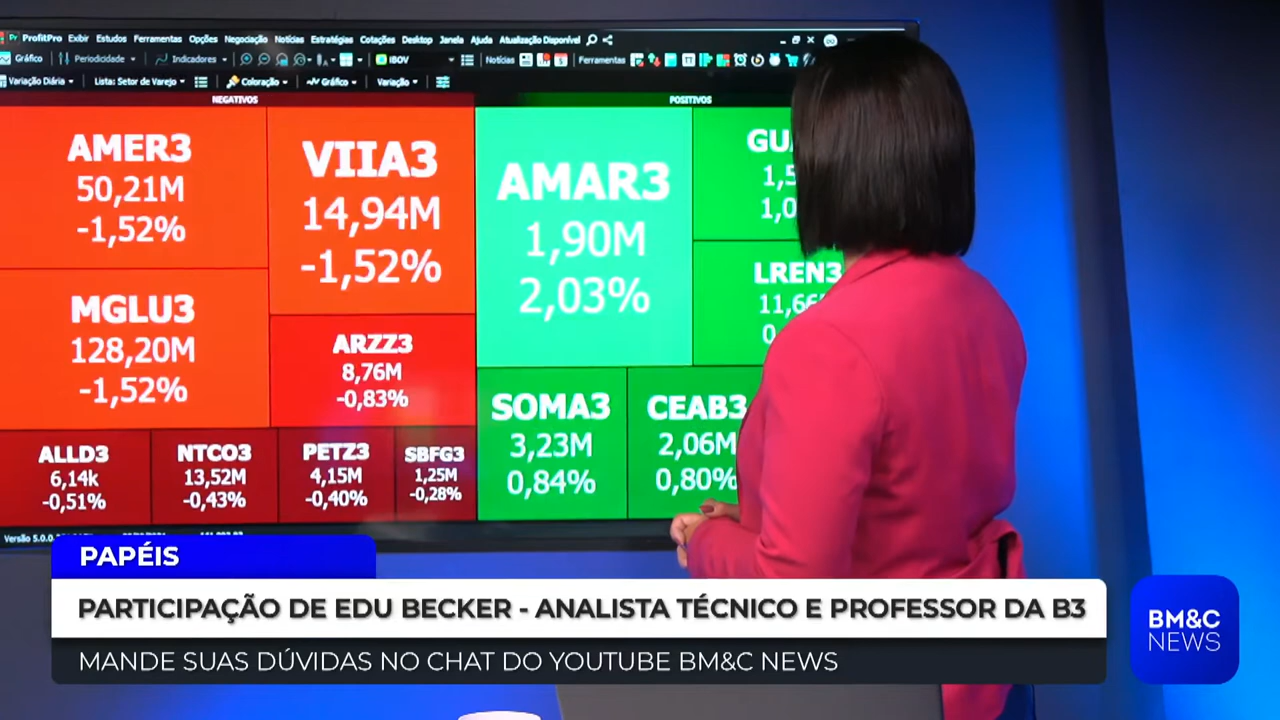 ProfitPro Exibir Estudos Ferramentas Opções Negociação Notícias Estratégias Cotações Desktop Janela Ajuda Atualização Disponível
Gráfico Periodicidade Indicadores IBOV Notícias Ferramentas
Variação Diária Lista: Setor de Varejo Coloração Gráfico Variação
NEGATIVOS
POSITIVOS
AMER3
50,21M
-1,52%
VIIA3
14,94M
-1,52%
MGLU3
128,20M
-1,52%
ARZZ3
8,76M
-0,83%
ALLD3
6,14k
-0,51%
NTCO3
13,52M
-0,43%
PETZ3
4,15M
-0,40%
SBFG3
1,25M
-0,28%
AMAR3
1,90M
2,03%
LREN3
SOMA3
3,23M
0,84%
CEAB3
2,06M
0,80%
PAPÉIS
PARTICIPAÇÃO DE EDU BECKER - ANALISTA TÉCNICO E PROFESSOR DA B3
MANDE SUAS DÚVIDAS NO CHAT DO YOUTUBE BM&C NEWS
BM&C
NEWS